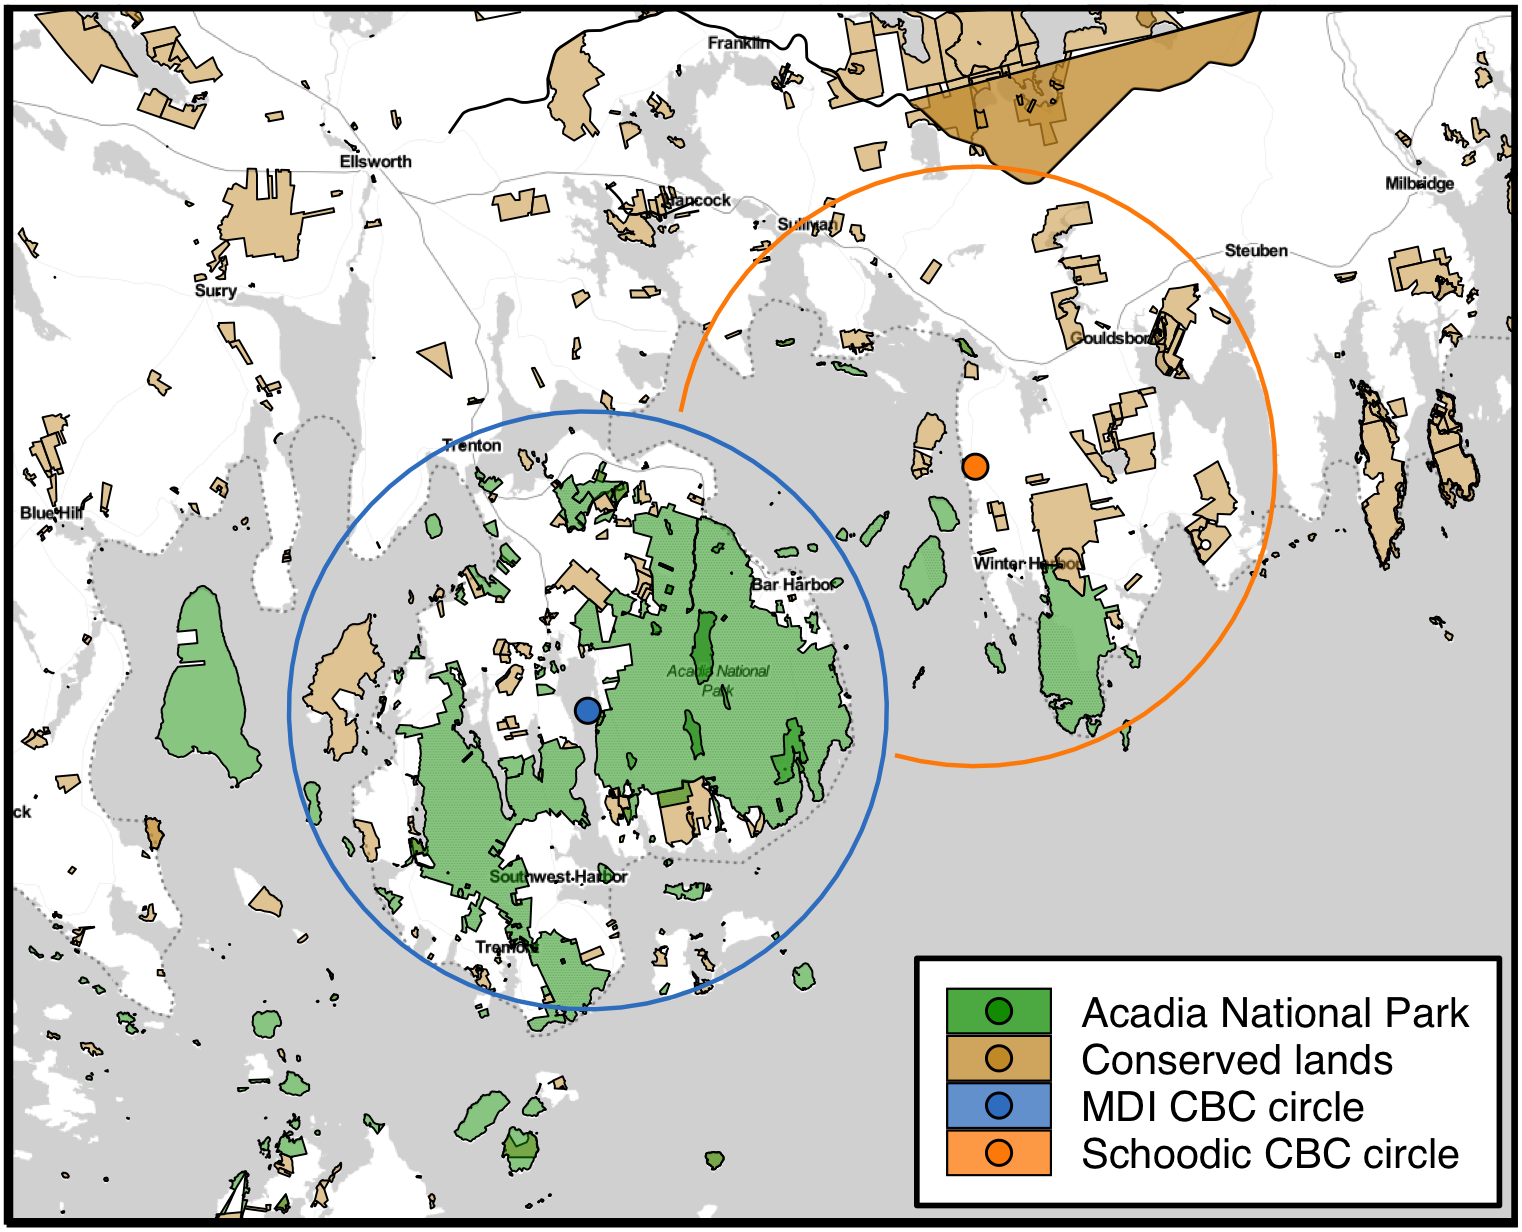 Franklin
Ellsworth
Milbridge
Hancock
Sullivan
Steuben
Surry
Gouldsboro
Trenton
Blue Hill
Winter Harbor
Bar Harbor
Acadia National
Park
ck
Southwest Harbor
Tremont
Acadia National Park
Conserved lands
MDI CBC circle
Schoodic CBC circle